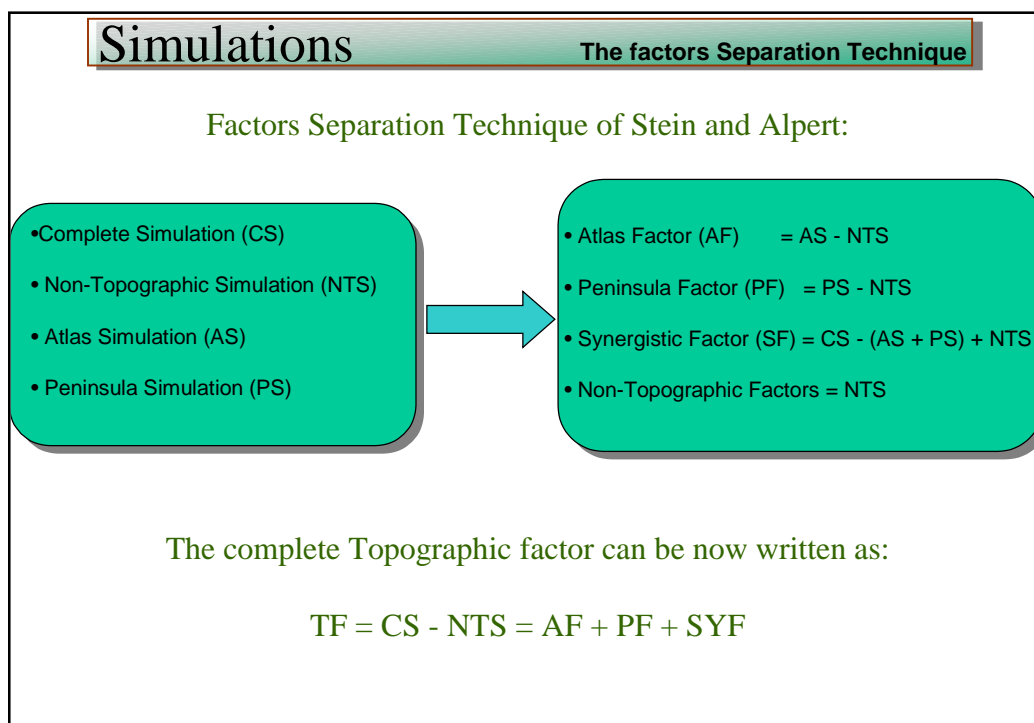 Simulations
The factors Separation Technique
Factors Separation Technique of Stein and Alpert:
•Complete Simulation (CS)
• Non-Topographic Simulation (NTS)
• Atlas Simulation (AS)
• Peninsula Simulation (PS)
• Atlas Factor (AF) = AS - NTS
• Peninsula Factor (PF) = PS - NTS
• Synergistic Factor (SF) = CS - (AS + PS) + NTS
• Non-Topographic Factors = NTS
The complete Topographic factor can be now written as:
TF = CS - NTS = AF + PF + SYF